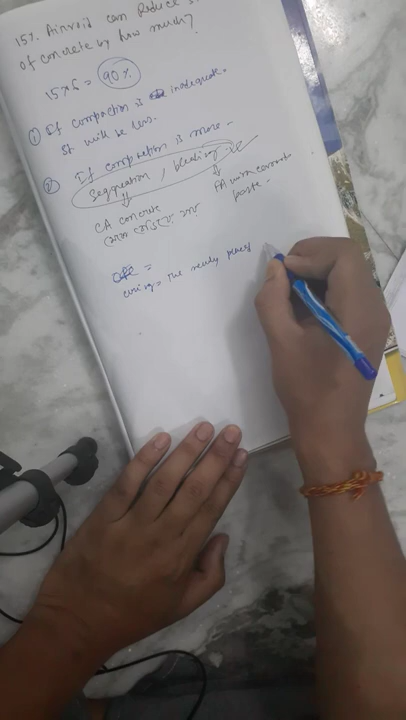 15%. Airvoid can Reduce S
of concrete by how much?
15×6 = 90%
① If compaction is inadequate.
St will be less.
② If compaction is more -
Segregation, bleeding
CA concrete
FA with cement
paste.
curing = The newly place